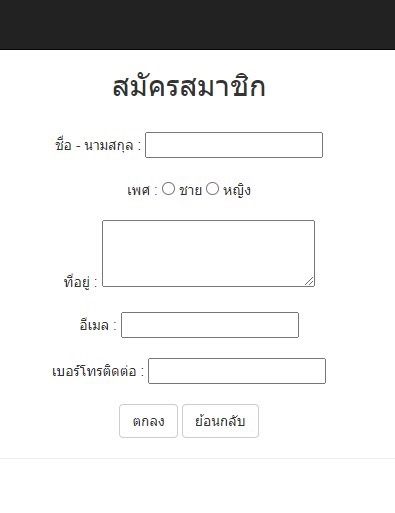 สมัครสมาชิก
ชื่อ - นามสกุล :
เพศ : ชาย หญิง
ที่อยู่ :
อีเมล :
เบอร์โทรติดต่อ :
ตกลง ย้อนกลับ